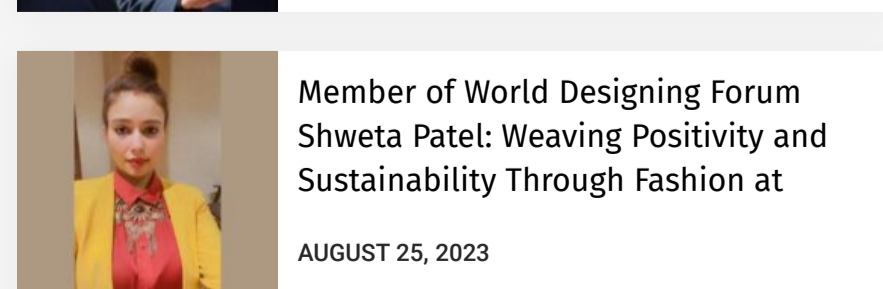 Member of World Designing Forum
Shweta Patel: Weaving Positivity and
Sustainability Through Fashion at
AUGUST 25, 2023